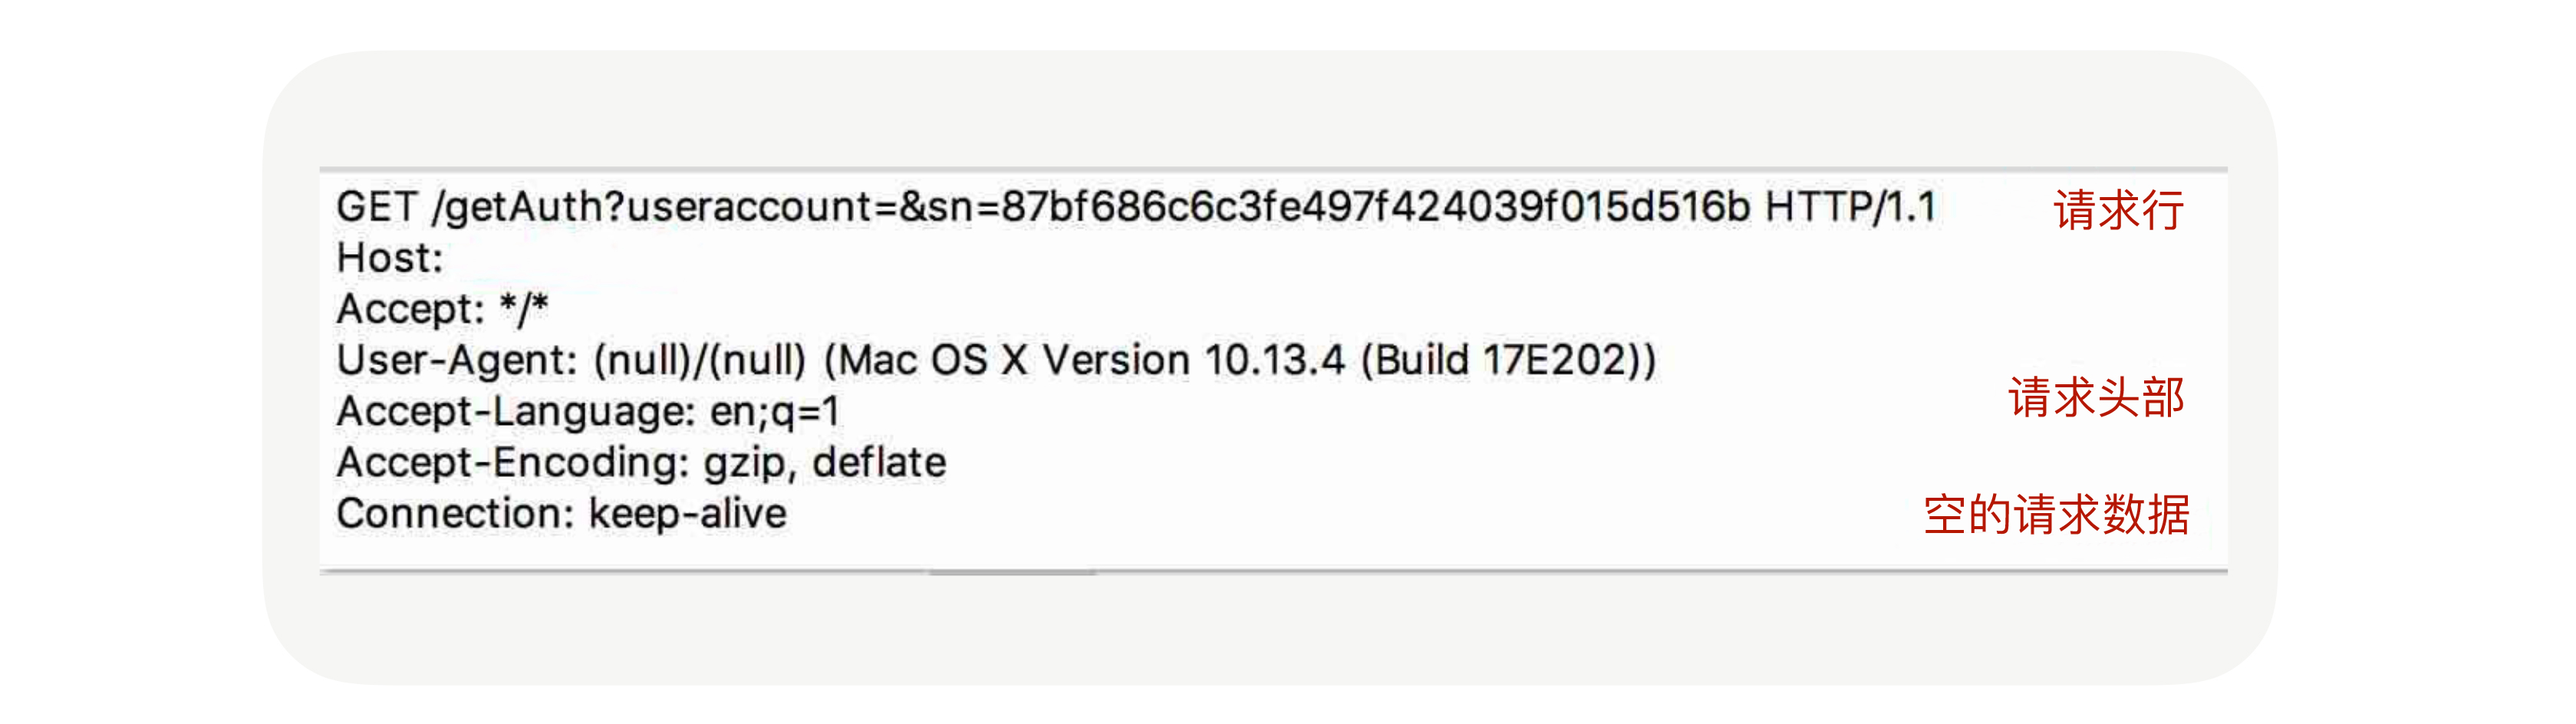 GET /getAuth?useraccount=&sn=87bf686c6c3fe497f424039f015d516b HTTP/1.1 请求行
Host:
Accept: */*
User-Agent: (null)/(null) (Mac OS X Version 10.13.4 (Build 17E202))
请求头部
Accept-Language: en;q=1
Accept-Encoding: gzip, deflate
Connection: keep-alive 空的请求数据